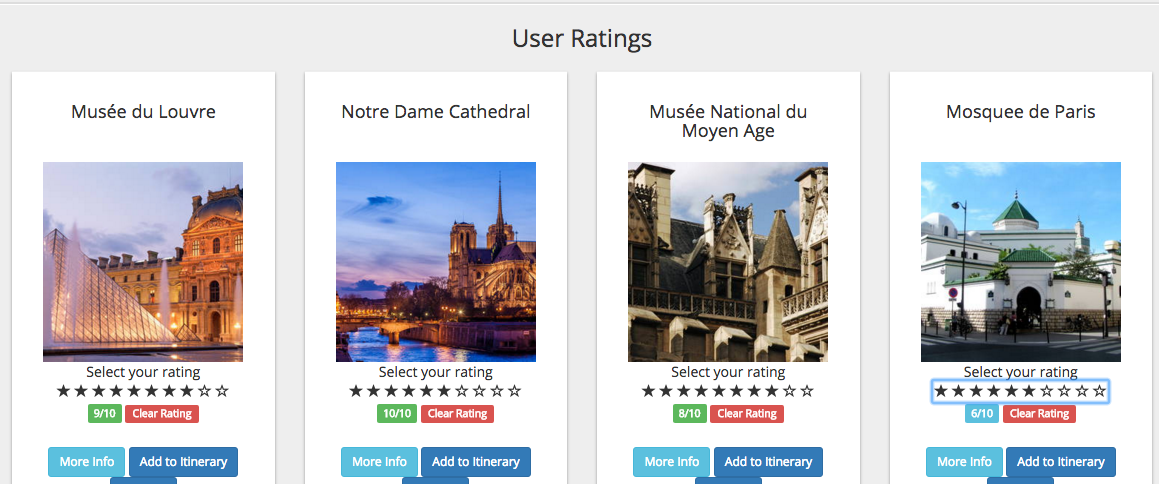 User Ratings
Musée du Louvre
Select your rating
9/10 Clear Rating
More Info Add to Itinerary
Notre Dame Cathedral
Select your rating
10/10 Clear Rating
More Info Add to Itinerary
Musée National du
Moyen Age
Select your rating
8/10 Clear Rating
More Info Add to Itinerary
Mosquee de Paris
Select your rating
6/10 Clear Rating
More Info Add to Itinerary